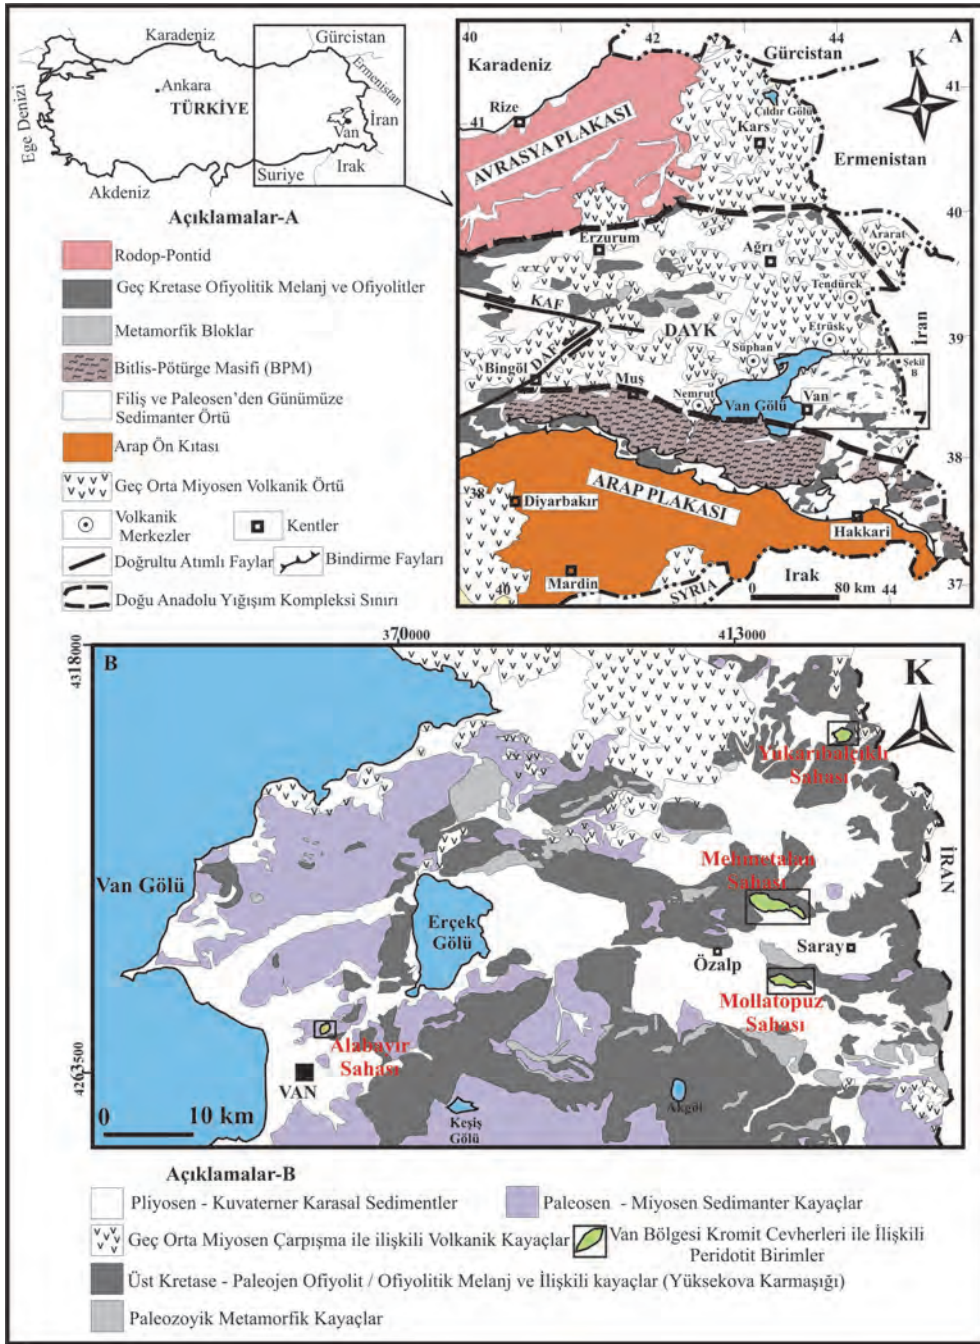 Karadeniz
Gürcistan
Ermenistan
Ankara
TÜRKİYE
Van
İran
Ege Denizi
Akdeniz
Suriye
Irak
Açıklamalar-A
Rodop-Pontid
Geç Kretase Ofiyolitik Melanj ve Ofiyolitler
Metamorfik Bloklar
Bitlis-Pötürge Masifi (BPM)
Filiş ve Paleosen'den Günümüze
Sedimanter Örtü
Arap Ön Kıtası
Geç Orta Miyosen Volkanik Örtü
Volkanik
Merkezler
Kentler
Doğrultu Atımlı Faylar
Bindirme Fayları
Doğu Anadolu Yığışım Kompleksi Sınırı
40
42
44
A
Karadeniz
Gürcistan
K
41
41
Rize
Çıldır Gölü
Kars
AVRASYA PLAKASI
Ermenistan
40
Erzurum
Ağrı
Ararat
Tendürek
KAF
DAYK
Etrüsk
İran
39
DAF
Süphan
Şekil
B
Bingöl
Muş
Nemrut
Van Gölü
Van
38
38
Diyarbakır
ARAP PLAKASI
Hakkari
Mardin
SYRIA
Irak
37
40
0
80 km
44
370000
413000
4318000
B
K
Yukarıbalçıklı
Sahası
Mehmetalan
Sahası
İRAN
Van Gölü
Erçek
Gölü
Özalp
Saray
Mollatopuz
Sahası
Alabayır
Sahası
4263500
VAN
0
10 km
Keşiş
Gölü
Akgöl
Açıklamalar-B
Pliyosen - Kuvaterner Karasal Sedimentler
Paleosen - Miyosen Sedimanter Kayaçlar
Geç Orta Miyosen Çarpışma ile ilişkili Volkanik Kayaçlar
Van Bölgesi Kromit Cevherleri ile İlişkili
Peridotit Birimler
Üst Kretase - Paleojen Ofiyolit / Ofiyolitik Melanj ve İlişkili kayaçlar (Yüksekova Karmaşığı)
Paleozoyik Metamorfik Kayaçlar